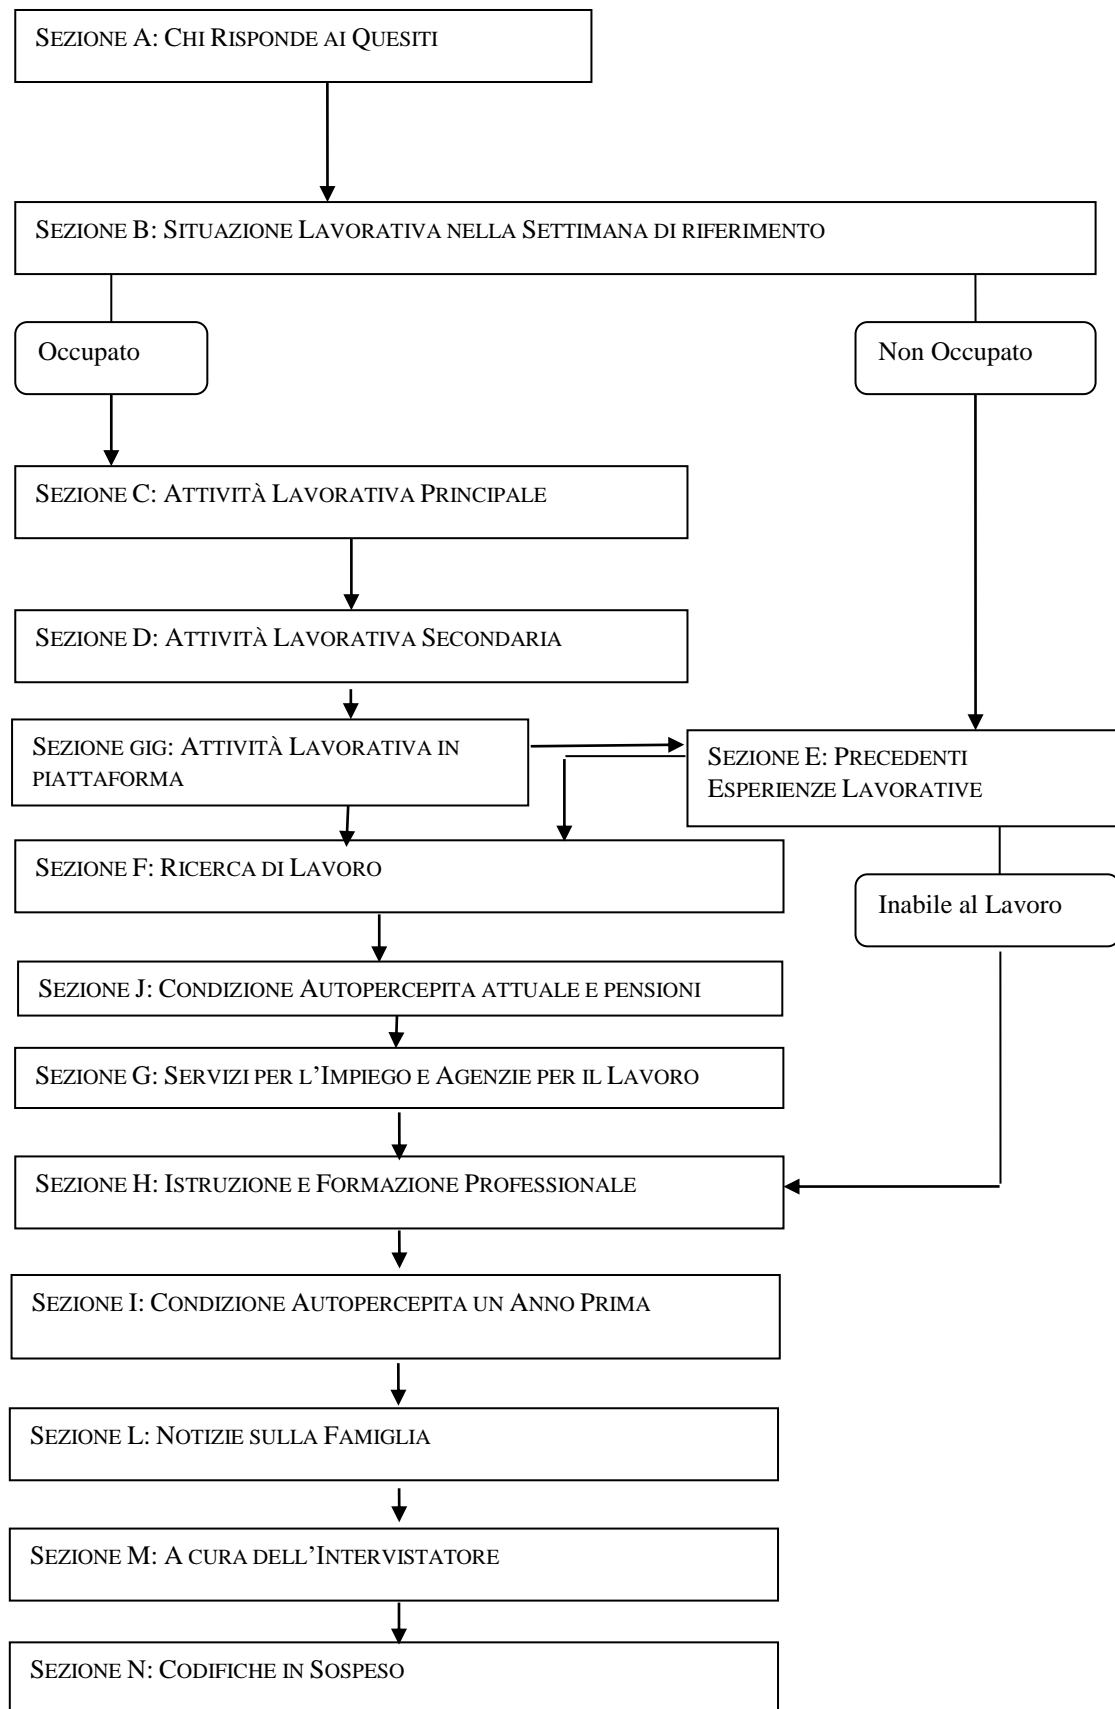 SEZIONE A: CHI RISPONDE AI QUESITI
SEZIONE B: SITUAZIONE LAVORATIVA NELLA SETTIMANA DI RIFERIMENTO
Occupato
Non Occupato
SEZIONE C: ATTIVITÀ LAVORATIVA PRINCIPALE
SEZIONE D: ATTIVITÀ LAVORATIVA SECONDARIA
SEZIONE GIG: ATTIVITÀ LAVORATIVA IN
PIATTAFORMA
SEZIONE E: PRECEDENTI
ESPERIENZE LAVORATIVE
SEZIONE F: RICERCA DI LAVORO
Inabile al Lavoro
SEZIONE J: CONDIZIONE AUTOPERCEPITA ATTUALE E PENSIONI
SEZIONE G: SERVIZI PER L'IMPIEGO E AGENZIE PER IL LAVORO
SEZIONE H: ISTRUZIONE E FORMAZIONE PROFESSIONALE
SEZIONE I: CONDIZIONE AUTOPERCEPITA UN ANNO PRIMA
SEZIONE L: NOTIZIE SULLA FAMIGLIA
SEZIONE M: A CURA DELL'INTERVISTATORE
SEZIONE N: CODIFICHE IN SOSPESO